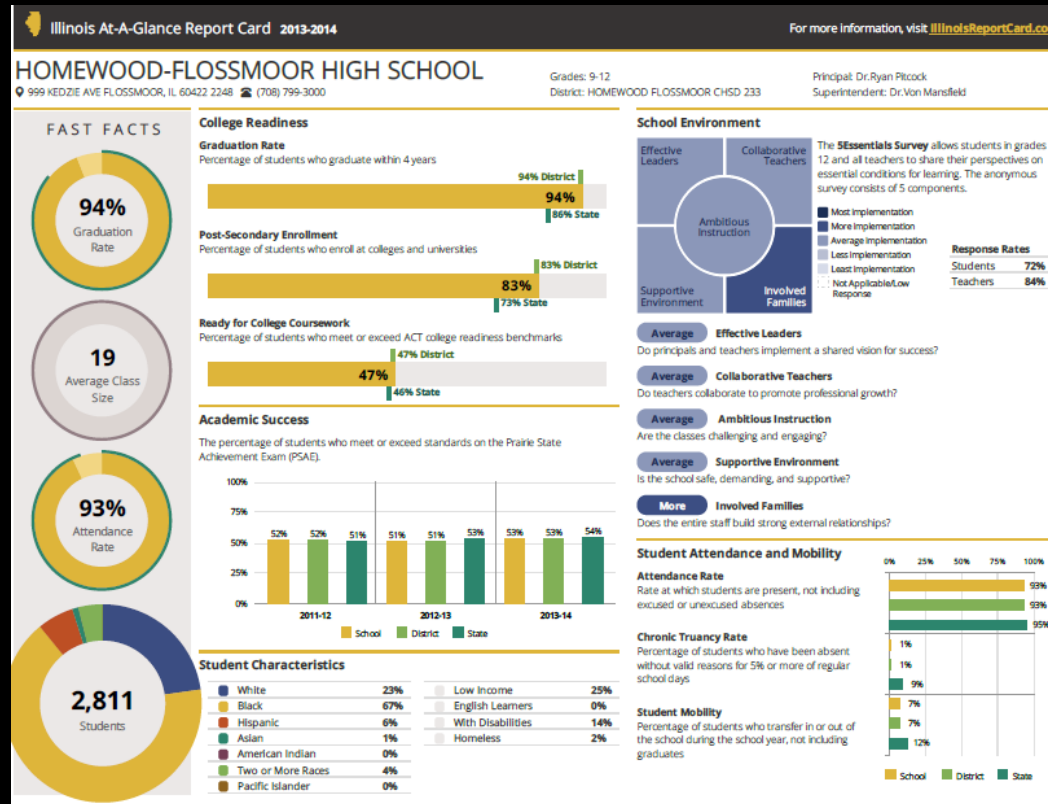 Illinois At-A-Glance Report Card 2013-2014
For more information, visit IllinoisReportCard.co
HOMEWOOD-FLOSSMOOR HIGH SCHOOL
999 KEDZIE AVE FLOSSMOOR, IL 60422 2248 (708) 799-3000
Grades: 9-12
District: HOMEWOOD FLOSSMOOR CHSD 233
Principal: Dr.Ryan Pitcock
Superintendent: Dr.Von Mansfield
FAST FACTS
94%
Graduation
Rate
19
Average Class
Size
93%
Attendance
Rate
2,811
Students
College Readiness
Graduation Rate
Percentage of students who graduate within 4 years
94% District
94%
86% State
Post-Secondary Enrollment
Percentage of students who enroll at colleges and universities
83% District
83%
73% State
Ready for College Coursework
Percentage of students who meet or exceed ACT college readiness benchmarks
47% District
47%
46% State
Academic Success
The percentage of students who meet or exceed standards on the Prairie State
Achievement Exam (PSAE).
100%
75%
50%
25%
0%
52% 52% 51% 51% 51% 53% 53% 53% 54%
2011-12 2012-13 2013-14
School District State
Student Characteristics
White 23%
Black 67%
Hispanic 6%
Asian 1%
American Indian 0%
Two or More Races 4%
Pacific Islander 0%
Low Income 25%
English Learners 0%
With Disabilities 14%
Homeless 2%
School Environment
Effective
Leaders
Collaborative
Teachers
Ambitious
Instruction
Supportive
Environment
Involved
Families
The 5Essentials Survey allows students in grades
12 and all teachers to share their perspectives on
essential conditions for learning. The anonymous
survey consists of 5 components.
Most Implementation
More Implementation
Average Implementation
Less Implementation
Least Implementation
Not Applicable/Low
Response
Response Rates
Students 72%
Teachers 84%
Average Effective Leaders
Do principals and teachers implement a shared vision for success?
Average Collaborative Teachers
Do teachers collaborate to promote professional growth?
Average Ambitious Instruction
Are the classes challenging and engaging?
Average Supportive Environment
Is the school safe, demanding, and supportive?
More Involved Families
Does the entire staff build strong external relationships?
Student Attendance and Mobility
0% 25% 50% 75% 100%
Attendance Rate
Rate at which students are present, not including
excused or unexcused absences
93%
93%
95%
Chronic Truancy Rate
Percentage of students who have been absent
without valid reasons for 5% or more of regular
school days
1%
1%
9%
Student Mobility
Percentage of students who transfer in or out of
the school during the school year, not including
graduates
7%
7%
12%
School District State